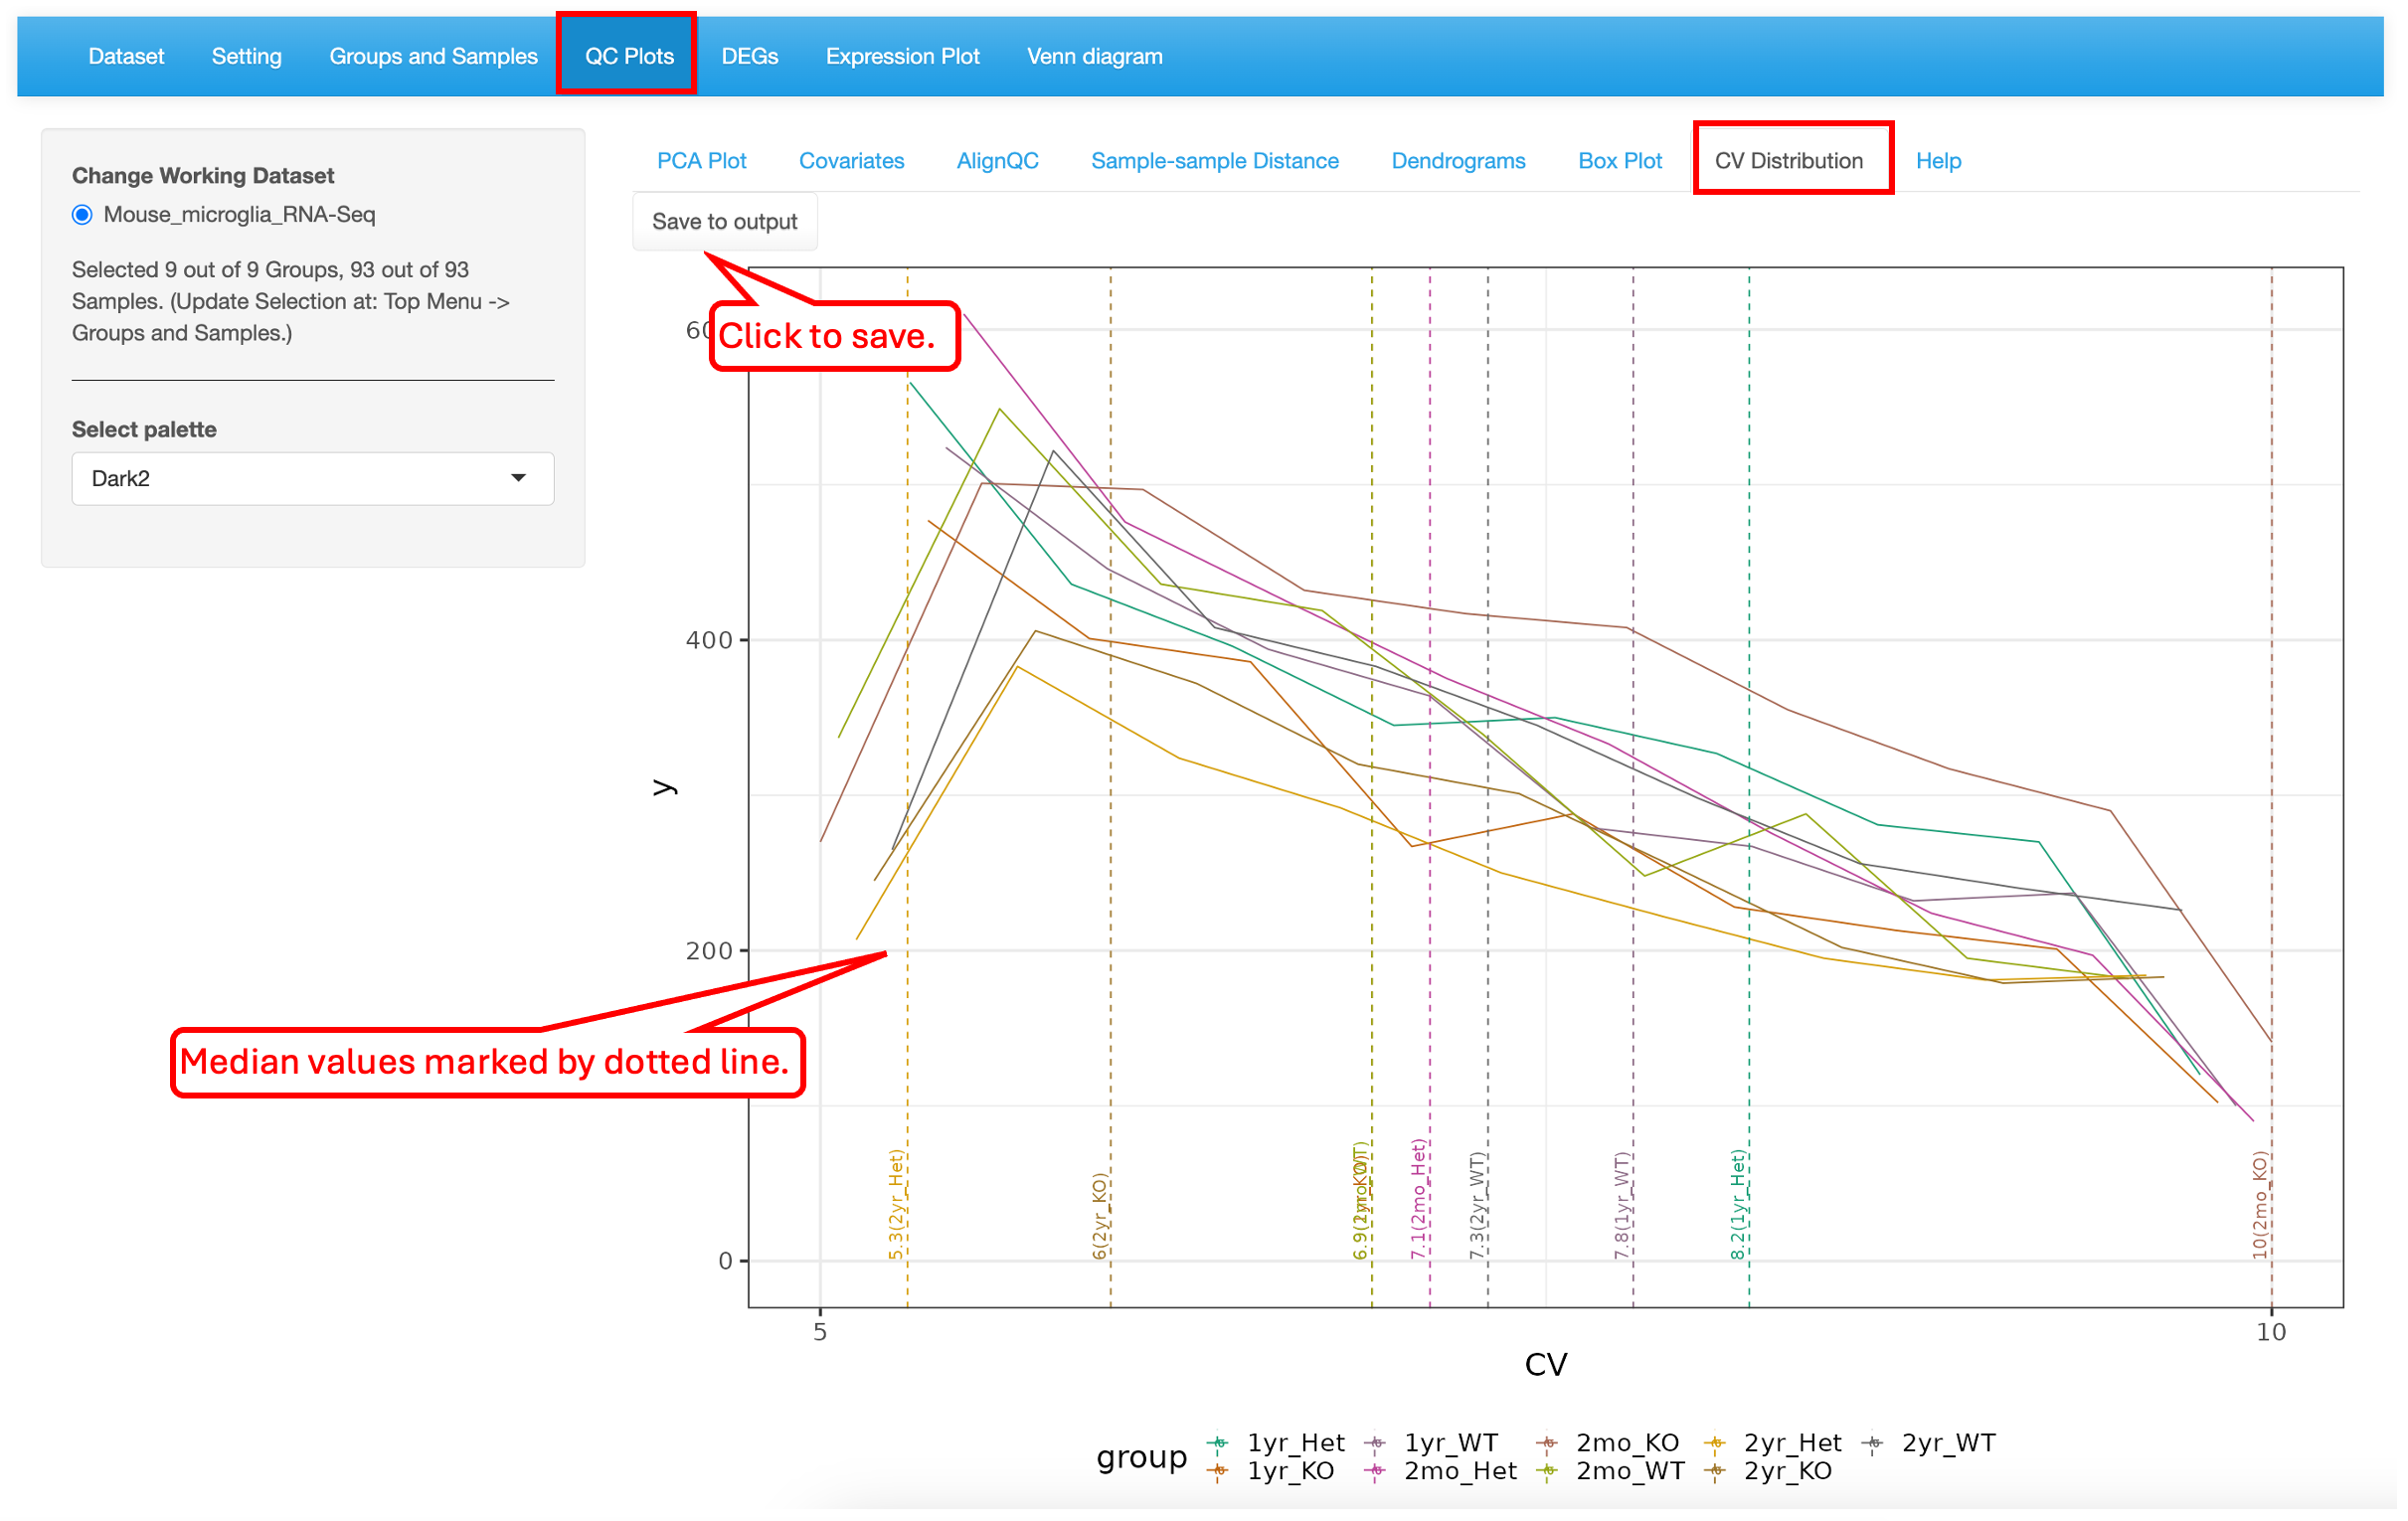 Dataset Setting Groups and Samples QC Plots DEGs Expression Plot Venn diagram
Change Working Dataset
Mouse_microglia_RNA-Seq
Selected 9 out of 9 Groups, 93 out of 93
Samples. (Update Selection at: Top Menu ->
Groups and Samples.)
Select palette
Dark2
PCA Plot Covariates AlignQC Sample-sample Distance Dendrograms Box Plot CV Distribution Help
Save to output
Click to save.
Median values marked by dotted line.
y
400
200
0
5.3(2yr_Het)
6(2yr_KO)
7.1(2mo_Het)
7.3(2yr_WT)
7.8(1yr_WT)
8.2(1yr_Het)
10(2mo_KO)
5
10
CV
group
1yr_Het 1yr_WT 2mo_KO 2yr_Het 2yr_WT
1yr_KO 2mo_Het 2mo_WT 2yr_KO